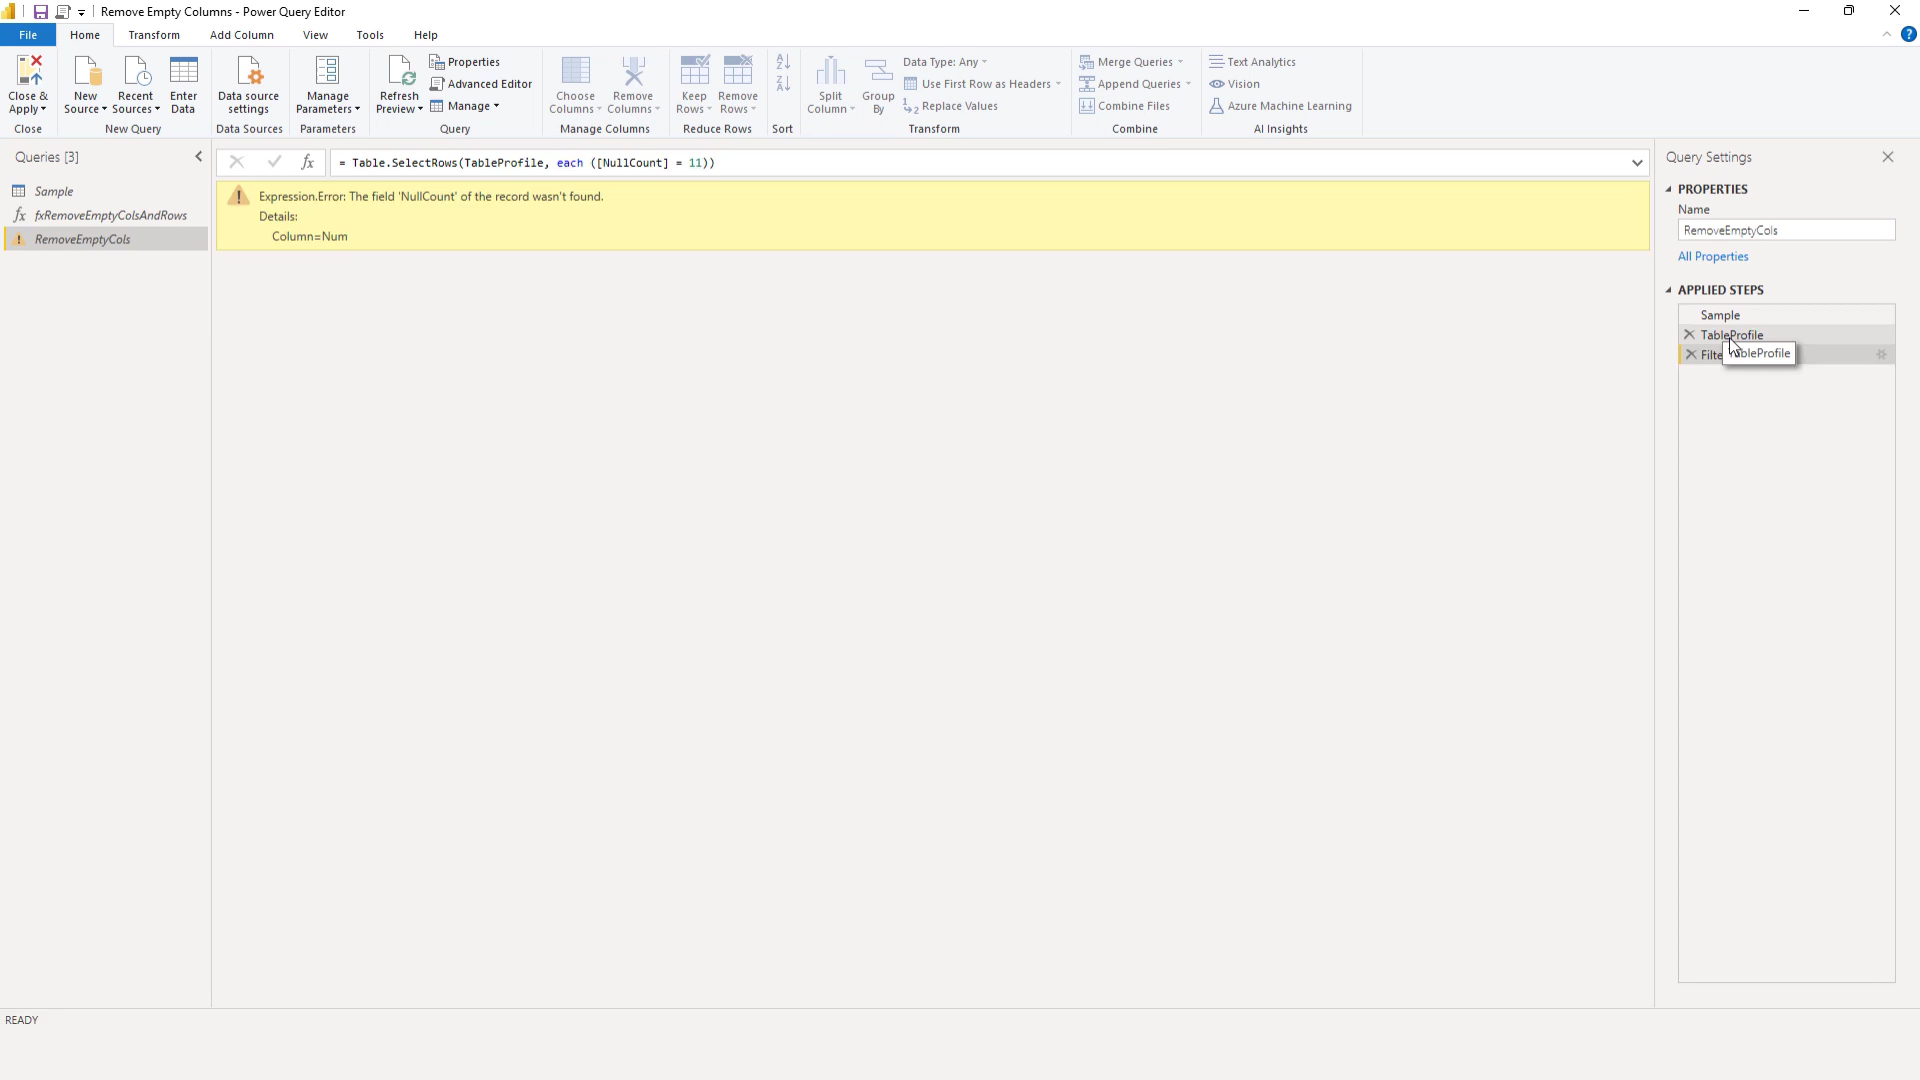 Remove Empty Columns - Power Query Editor
File Home Transform Add Column View Tools Help
Close & Apply
Close
New Source
Recent Sources
Enter Data
New Query
Data source settings
Data Sources
Manage Parameters
Parameters
Refresh Preview
Properties
Advanced Editor
Manage
Query
Choose Columns
Remove Columns
Manage Columns
Keep Rows
Remove Rows
Reduce Rows
Sort
Split Column
Group By
Data Type: Any
Use First Row as Headers
Replace Values
Transform
Merge Queries
Append Queries
Combine Files
Combine
Text Analytics
Vision
Azure Machine Learning
AI Insights
Queries [3]
Sample
fx fxRemoveEmptyColsAndRows
RemoveEmptyCols
fx = Table.SelectRows(TableProfile, each ([NullCount] = 11))
Expression.Error: The field 'NullCount' of the record wasn't found.
Details:
Column=Num
Query Settings
PROPERTIES
Name
RemoveEmptyCols
All Properties
APPLIED STEPS
Sample
TableProfile
Filte
TableProfile
READY